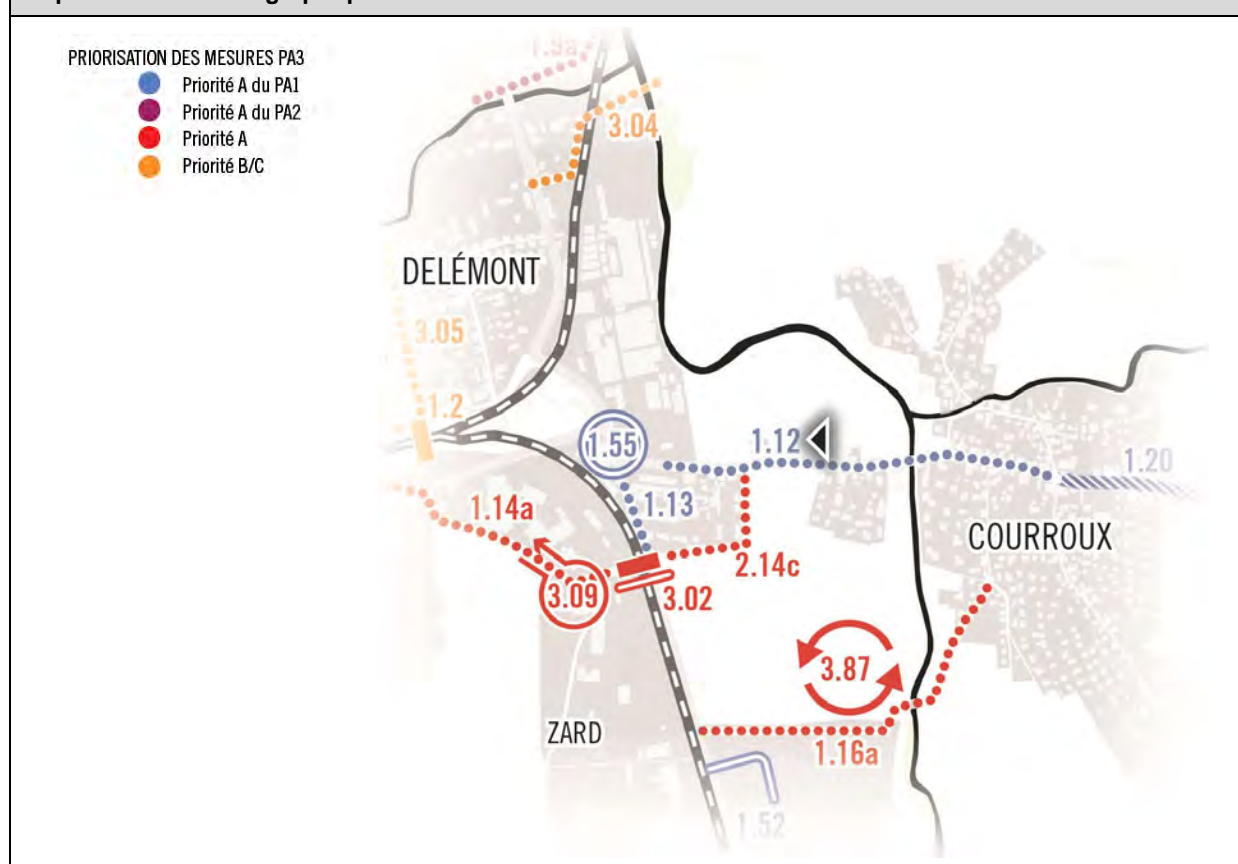 PRIORISATION DES MESURES PA3
Priorité A du PA1
Priorité A du PA2
Priorité A
Priorité B/C
1.9a
3.04
DELÉMONT
3.05
1.2
1.55
1.12
1.20
1.14a
1.13
COURROUX
2.14c
3.09
3.02
3.87
ZARD
1.16a
1.52